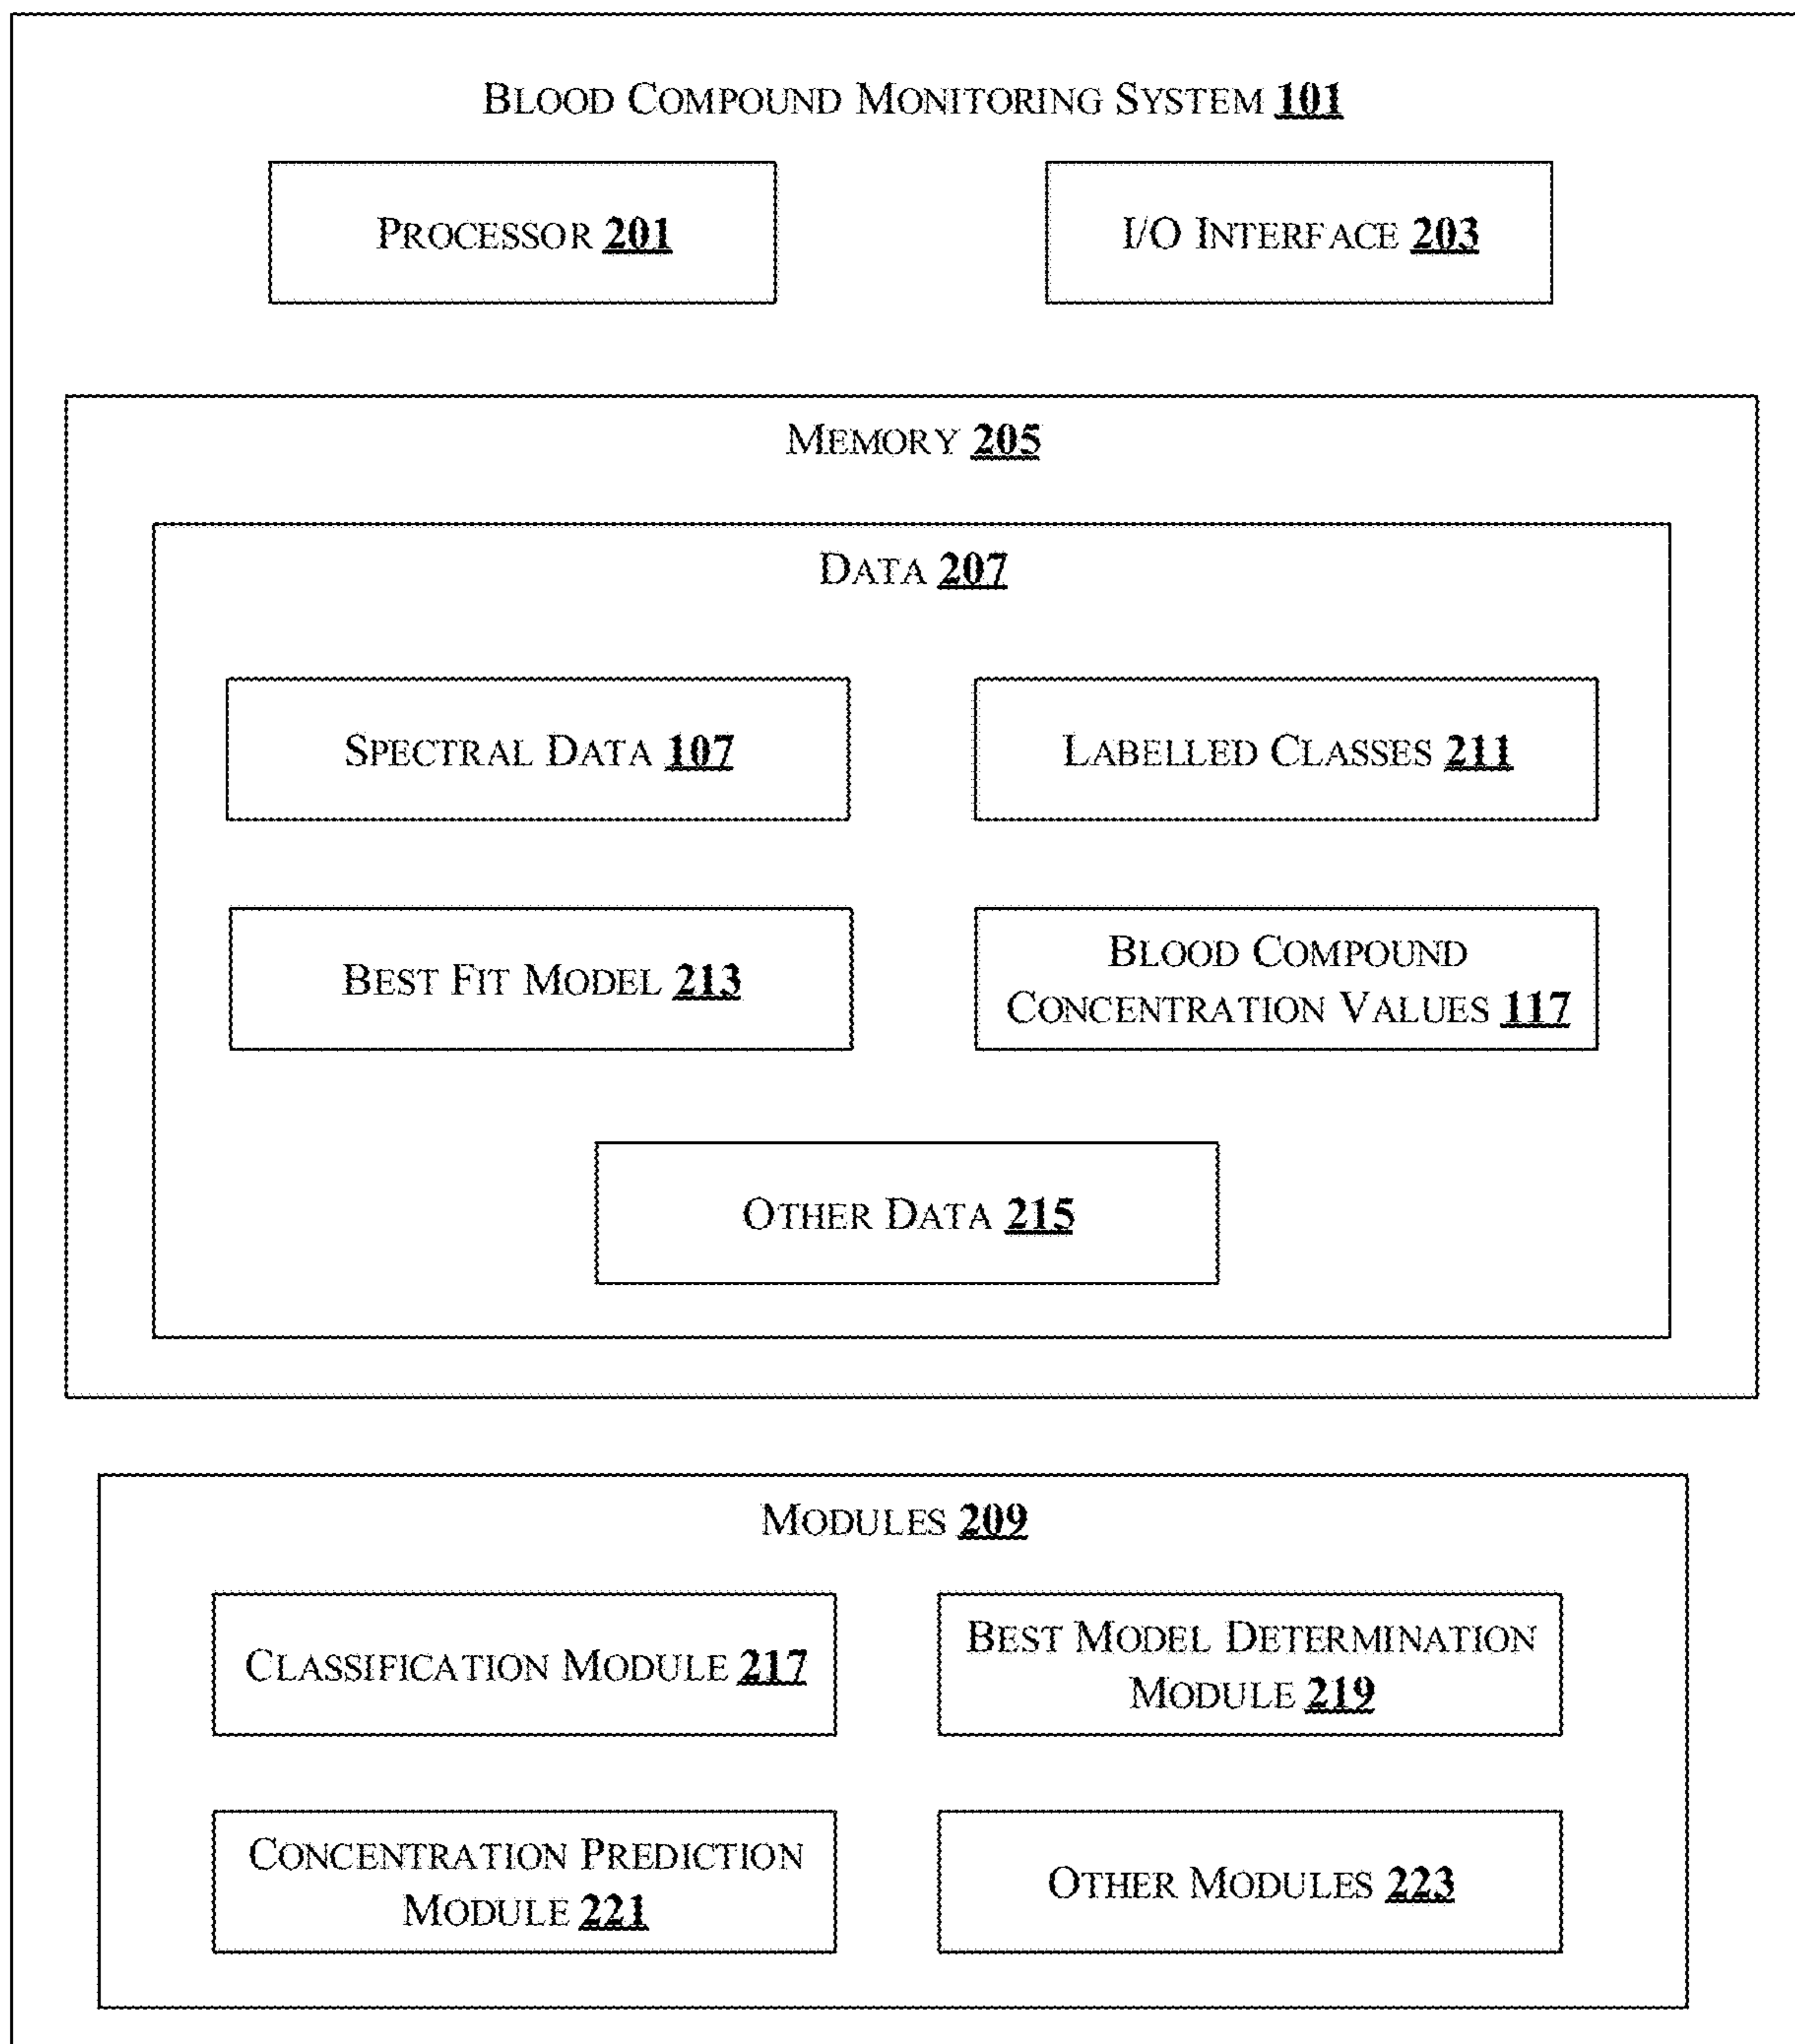 BLOOD COMPOUND MONITORING SYSTEM 101
PROCESSOR 201
I/O INTERFACE 203
MEMORY 205
DATA 207
SPECTRAL DATA 107
LABELLED CLASSES 211
BEST FIT MODEL 213
BLOOD COMPOUND
CONCENTRATION VALUES 117
OTHER DATA 215
MODULES 209
CLASSIFICATION MODULE 217
BEST MODEL DETERMINATION
MODULE 219
CONCENTRATION PREDICTION
MODULE 221
OTHER MODULES 223